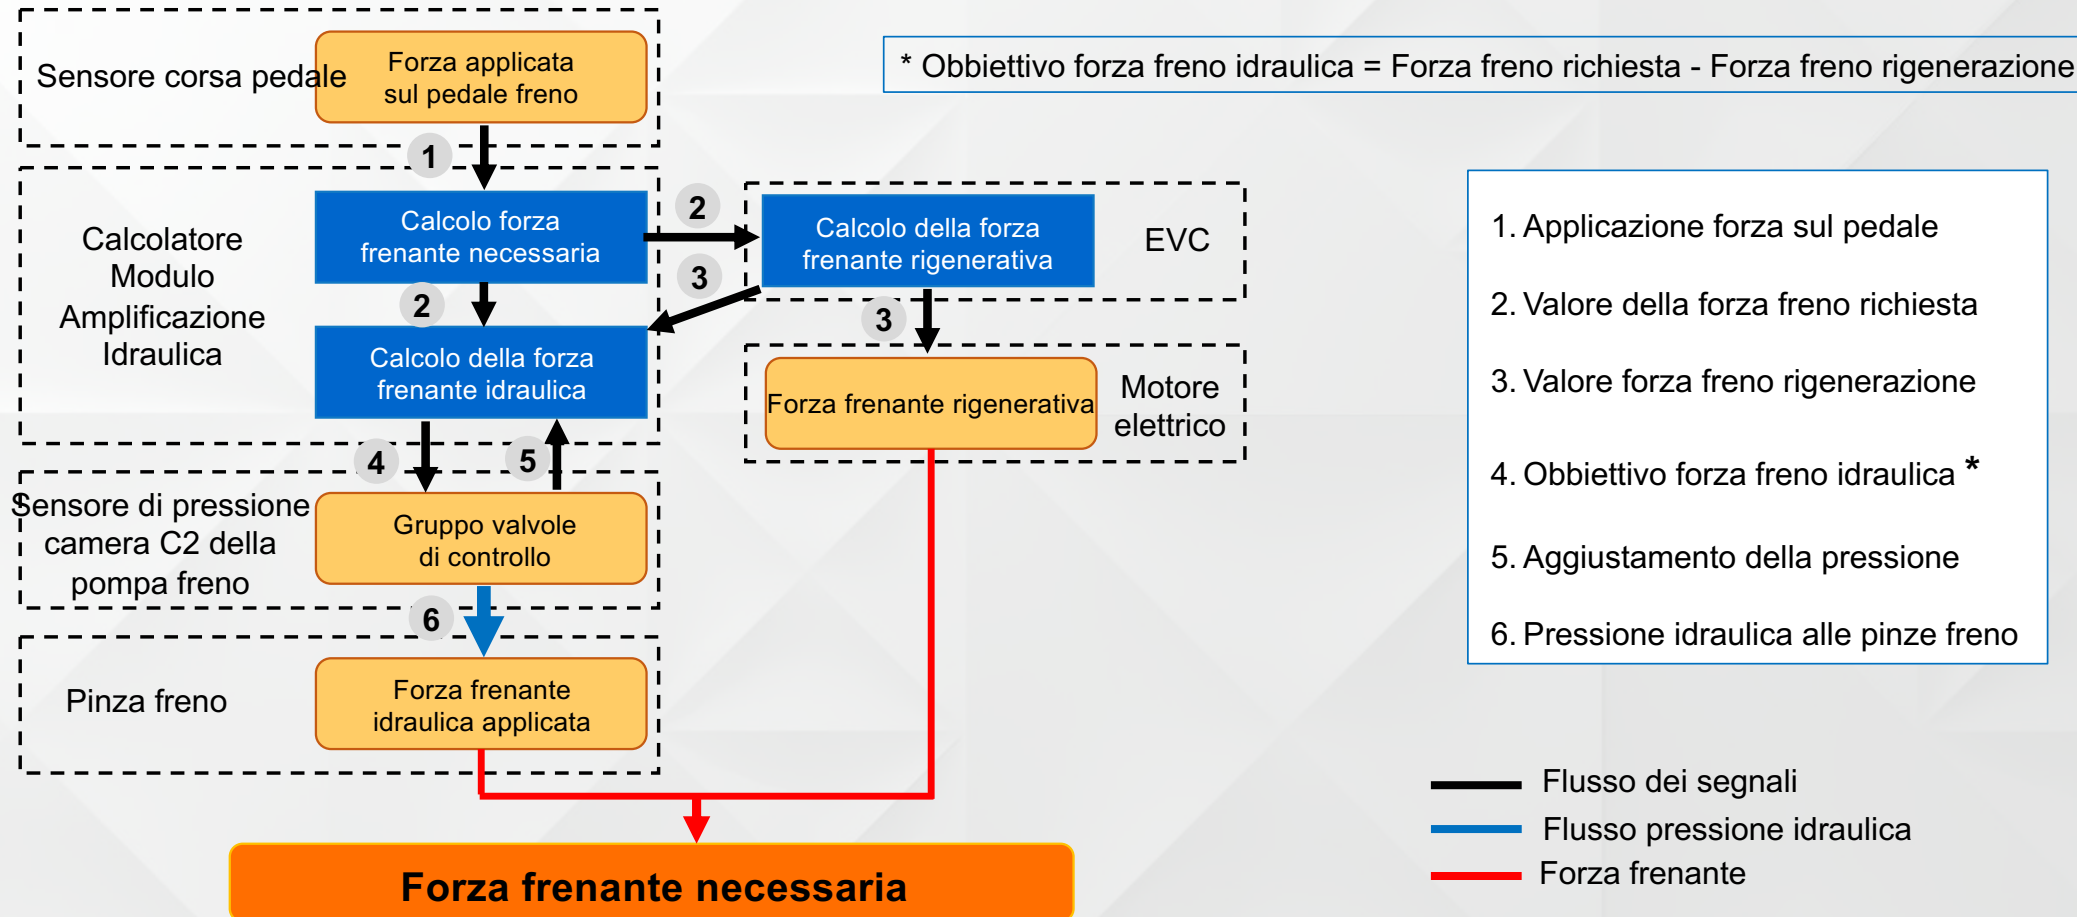 Sensore corsa pedale
Forza applicata
sul pedale freno
* Obbiettivo forza freno idraulica = Forza freno richiesta - Forza freno rigenerazione
1
Calcolatore
Modulo
Amplificazione
Idraulica
Calcolo forza
frenante necessaria
2
3
Calcolo della forza
frenante rigenerativa
EVC
2
3
Calcolo della forza
frenante idraulica
Forza frenante rigenerativa
Motore
elettrico
4
5
Sensore di pressione
camera C2 della
pompa freno
Gruppo valvole
di controllo
6
Pinza freno
Forza frenante
idraulica applicata
Forza frenante necessaria
1. Applicazione forza sul pedale
2. Valore della forza freno richiesta
3. Valore forza freno rigenerazione
4. Obbiettivo forza freno idraulica *
5. Aggiustamento della pressione
6. Pressione idraulica alle pinze freno
Flusso dei segnali
Flusso pressione idraulica
Forza frenante